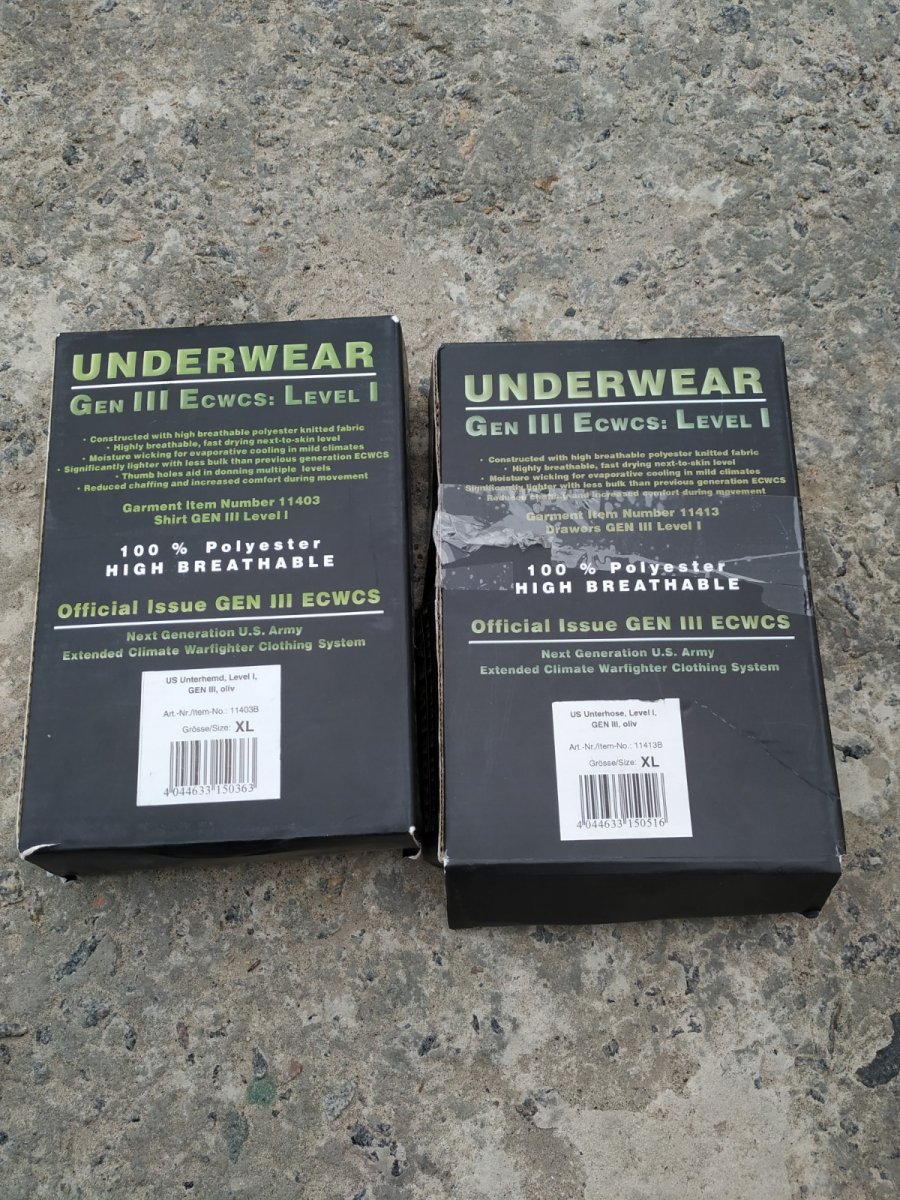 UNDERWEAR
GEN III ECWCS: LEVEL I
• Constructed with high breathable polyester knitted fabric
• Highly breathable, fast drying next-to-skin level
• Moisture wicking for evaporative cooling in mild climates
• Significantly lighter with less bulk than previous generation ECWCS
• Thumb holes aid in donning multiple levels
• Reduced chaffing and increased comfort during movement
Garment Item Number 11403
Shirt GEN III Level I
100 % Polyester
HIGH BREATHABLE
Official Issue GEN III ECWCS
Next Generation U.S. Army
Extended Climate Warfighter Clothing System
US Unterhemd, Level I,
GEN III, oliv
Art.-Nr./Item-No.: 11403B
Grösse/Size: XL
4 044633 150363
UNDERWEAR
GEN III ECWCS: LEVEL I
• Constructed with high breathable polyester knitted fabric
• Highly breathable, fast drying next-to-skin level
• Moisture wicking for evaporative cooling in mild climates
Significantly lighter with less bulk than previous generation ECWCS
• Reduced chaffing and increased comfort during movement
Garment Item Number 11413
Drawers GEN III Level I
100 % Polyester
HIGH BREATHABLE
Official Issue GEN III ECWCS
Next Generation U.S. Army
Extended Climate Warfighter Clothing System
US Unterhose, Level I,
GEN III, oliv
Art.-Nr./Item-No.: 11413B
Grösse/Size: XL
4 044633 150516